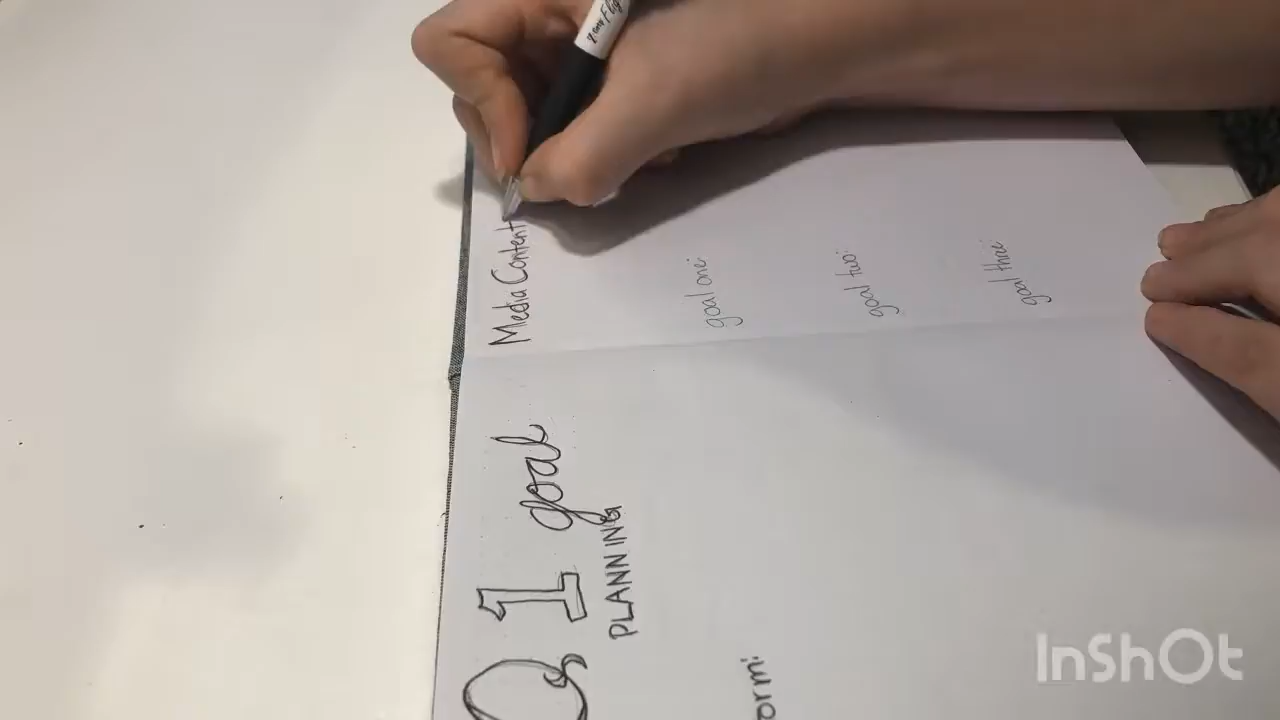 Q1 goal
PLANNING
orm:
Media Content
goal one:
goal two:
goal three:
InShOt